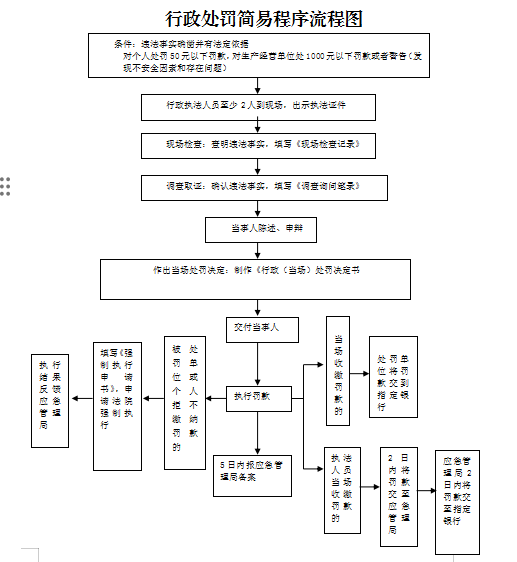 行政处罚简易程序流程图
条件：违法事实确凿并有法定依据
对个人处罚50元以下罚款，对生产经营单位处1000元以下罚款或者警告（发
现不安全因素和存在问题）
行政执法人员至少2人到现场，出示执法证件
现场检查：查明违法事实，填写《现场检查记录》
调查取证：确认违法事实，填写《调查询问笔录》
当事人陈述、申辩
作出当场处罚决定：制作《行政（当场）处罚决定书
交付当事人
执行罚款
5日内报应急管
理局备案
被处
罚单
位或
个人
拒不
缴纳
罚款
的
填写《强
制执行
申请
书》，申
请法院
强制执
行
执行
结果
反馈
应急
管理
局
当
场
收
缴
罚
款
的
处罚单
位将罚
款交到
指定银
行
执法
人员
当场
收缴
罚款
的
2日
内将
罚款
交至
应急
管理
局
应急管
理局2
日内将
罚款交
至指定
银行